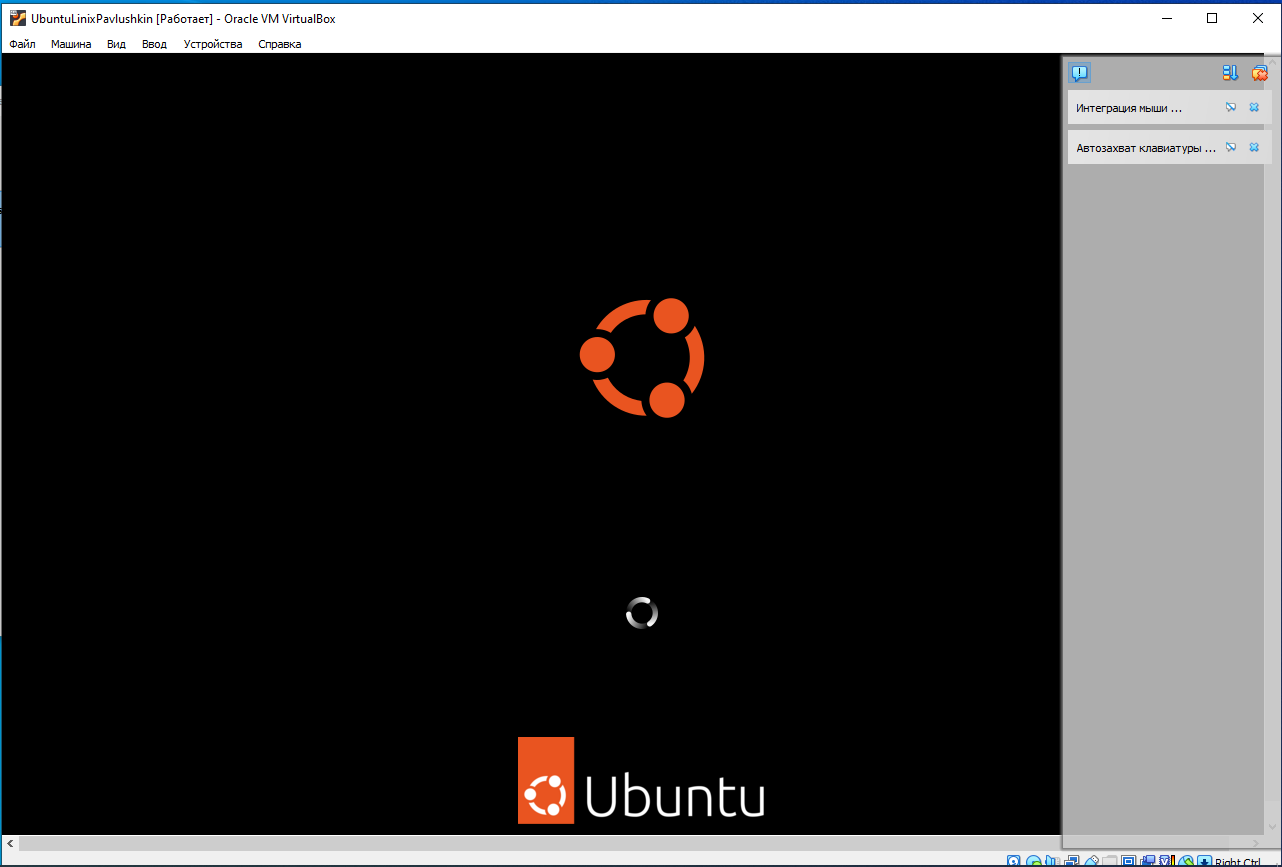 UbuntuLinixPavlushkin [Работает] - Oracle VM VirtualBox
Файл Машина Вид Ввод Устройства Справка
Интеграция мыши ...
Автозахват клавиатуры ...
Ubuntu
Right Ctrl